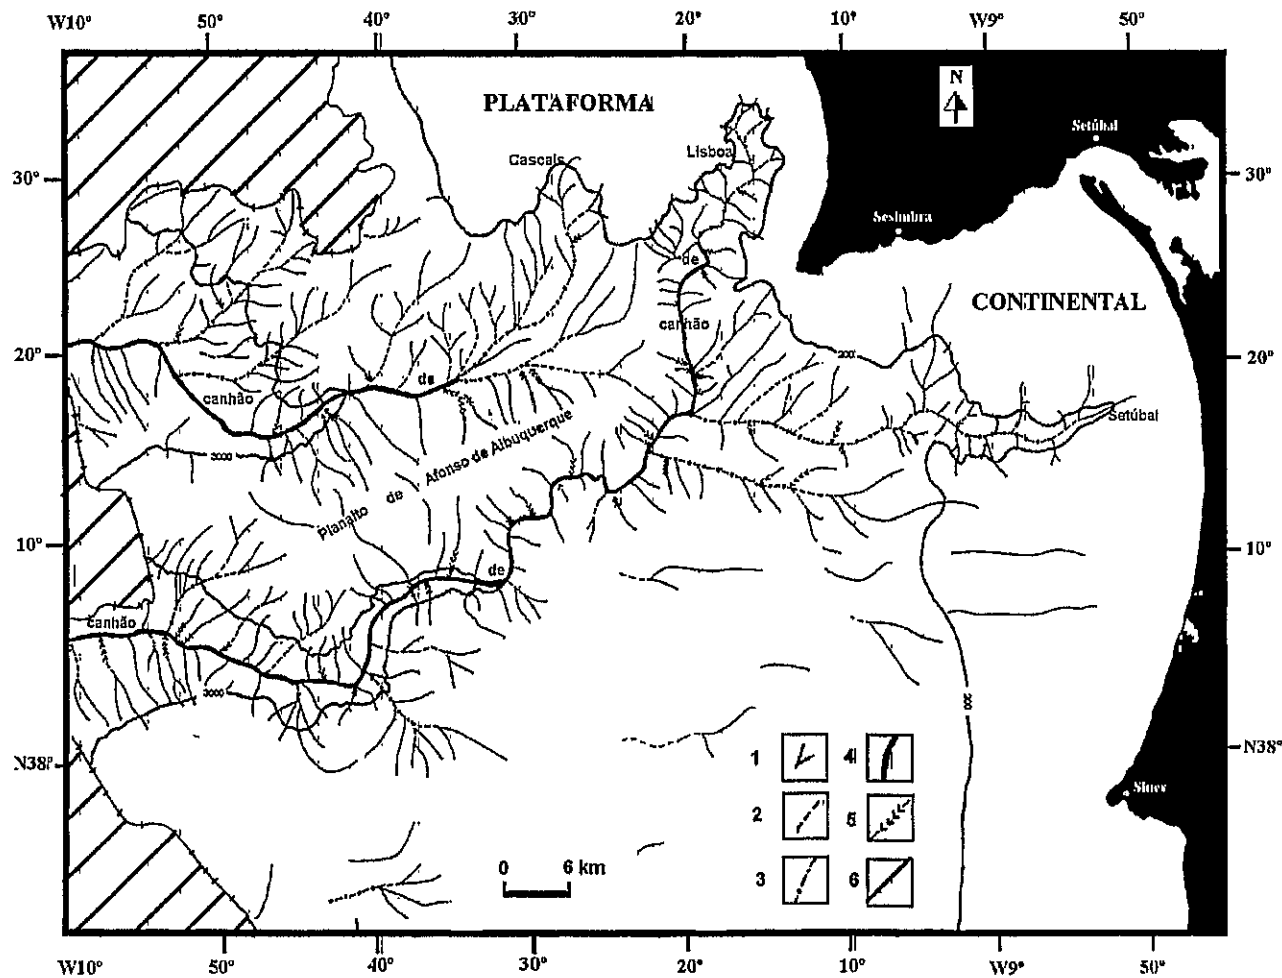 W10° 50° 40° 30° 20° 10° W9° 50°
N
PLATAFORMA
Setúbal
Cascais
Lisboa
30° 30°
Sesimbra
de
CONTINENTAL
canhão
20° 200 20°
de
canhão
Setúbal
3000
Planalto de Afonso de Albuquerque
10° 10°
de
canhão
3000
200
1 4
N38° N38°
Sines
2 5
0 6 km
3 6
W10° 50° 40° 30° 20° 10° W9° 50°